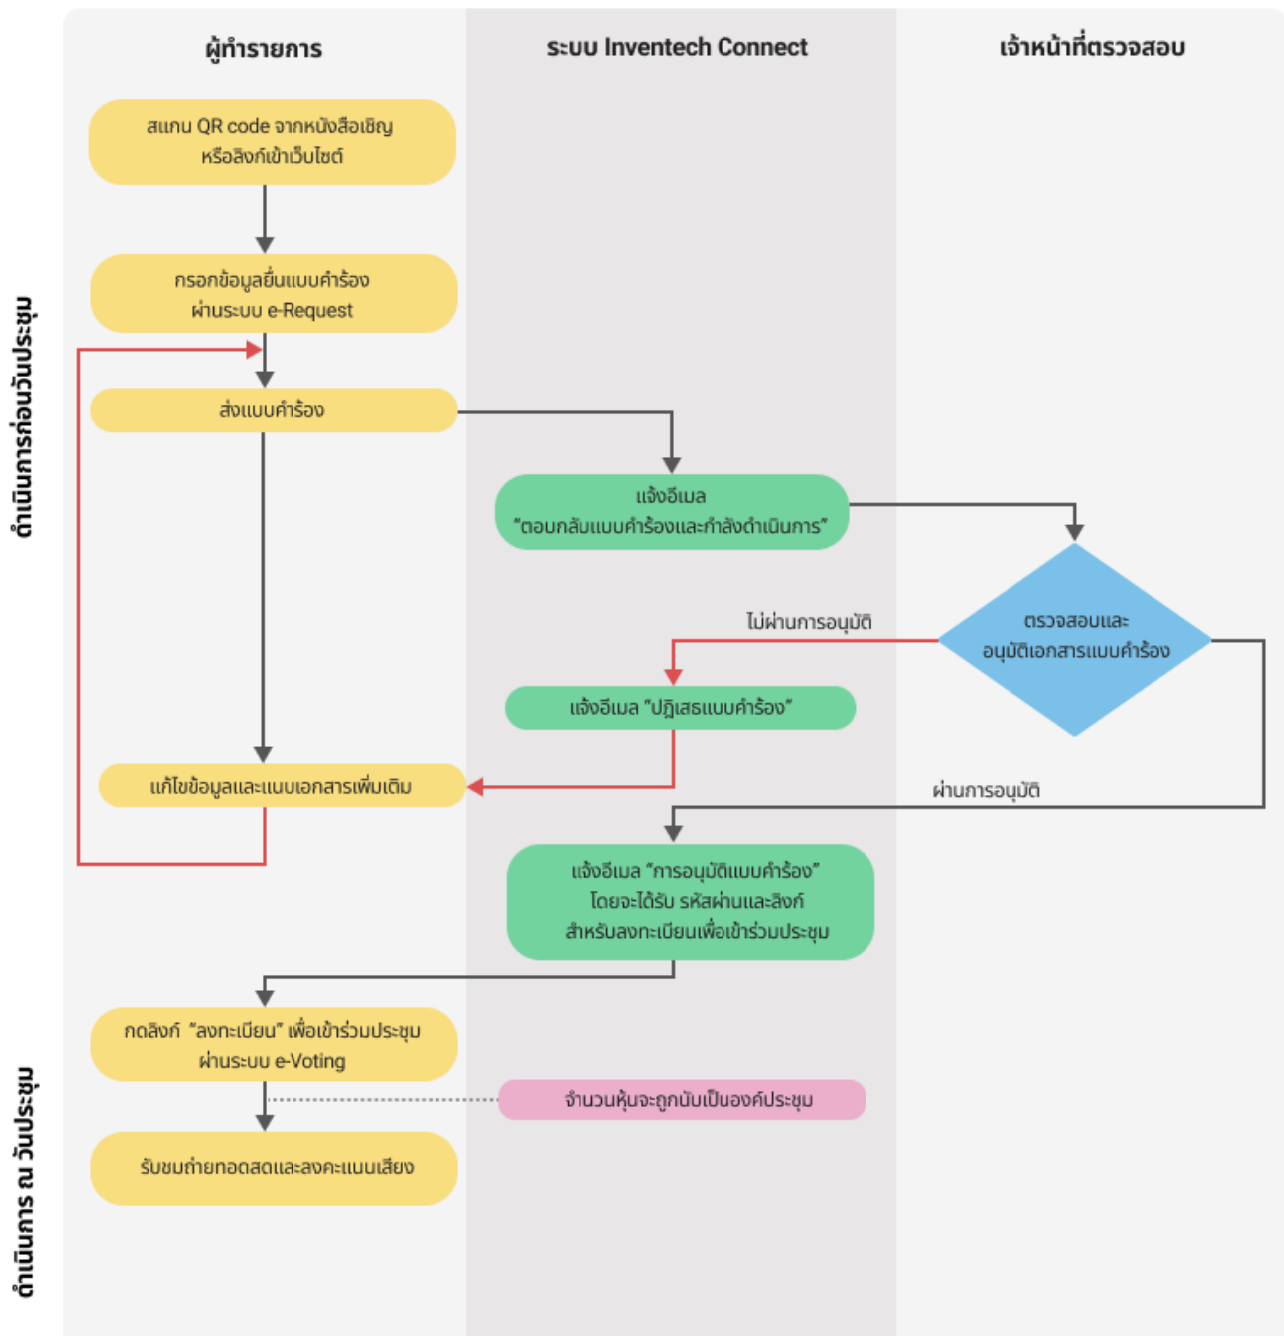 ผู้ทำรายการ
ระบบ Inventech Connect
เจ้าหน้าที่ตรวจสอบ
ดำเนินการก่อนวันประชุม
สแกน QR code จากหนังสือเชิญ
หรือลิงก์เข้าเว็บไซต์
กรอกข้อมูลยื่นแบบคำร้อง
ผ่านระบบ e-Request
ส่งแบบคำร้อง
แจ้งอีเมล
“ตอบกลับแบบคำร้องและกำลังดำเนินการ”
ตรวจสอบและ
อนุมัติเอกสารแบบคำร้อง
ไม่ผ่านการอนุมัติ
แจ้งอีเมล “ปฎิเสธแบบคำร้อง”
แก้ไขข้อมูลและแนบเอกสารเพิ่มเติม
ผ่านการอนุมัติ
แจ้งอีเมล “การอนุมัติแบบคำร้อง”
โดยจะได้รับ รหัสผ่านและลิงก์
สำหรับลงทะเบียนเพื่อเข้าร่วมประชุม
ดำเนินการ ณ วันประชุม
กดลิงก์ “ลงทะเบียน” เพื่อเข้าร่วมประชุม
ผ่านระบบ e-Voting
จำนวนหุ้นจะถูกนับเป็นองค์ประชุม
รับชมถ่ายทอดสดและลงคะแนนเสียง